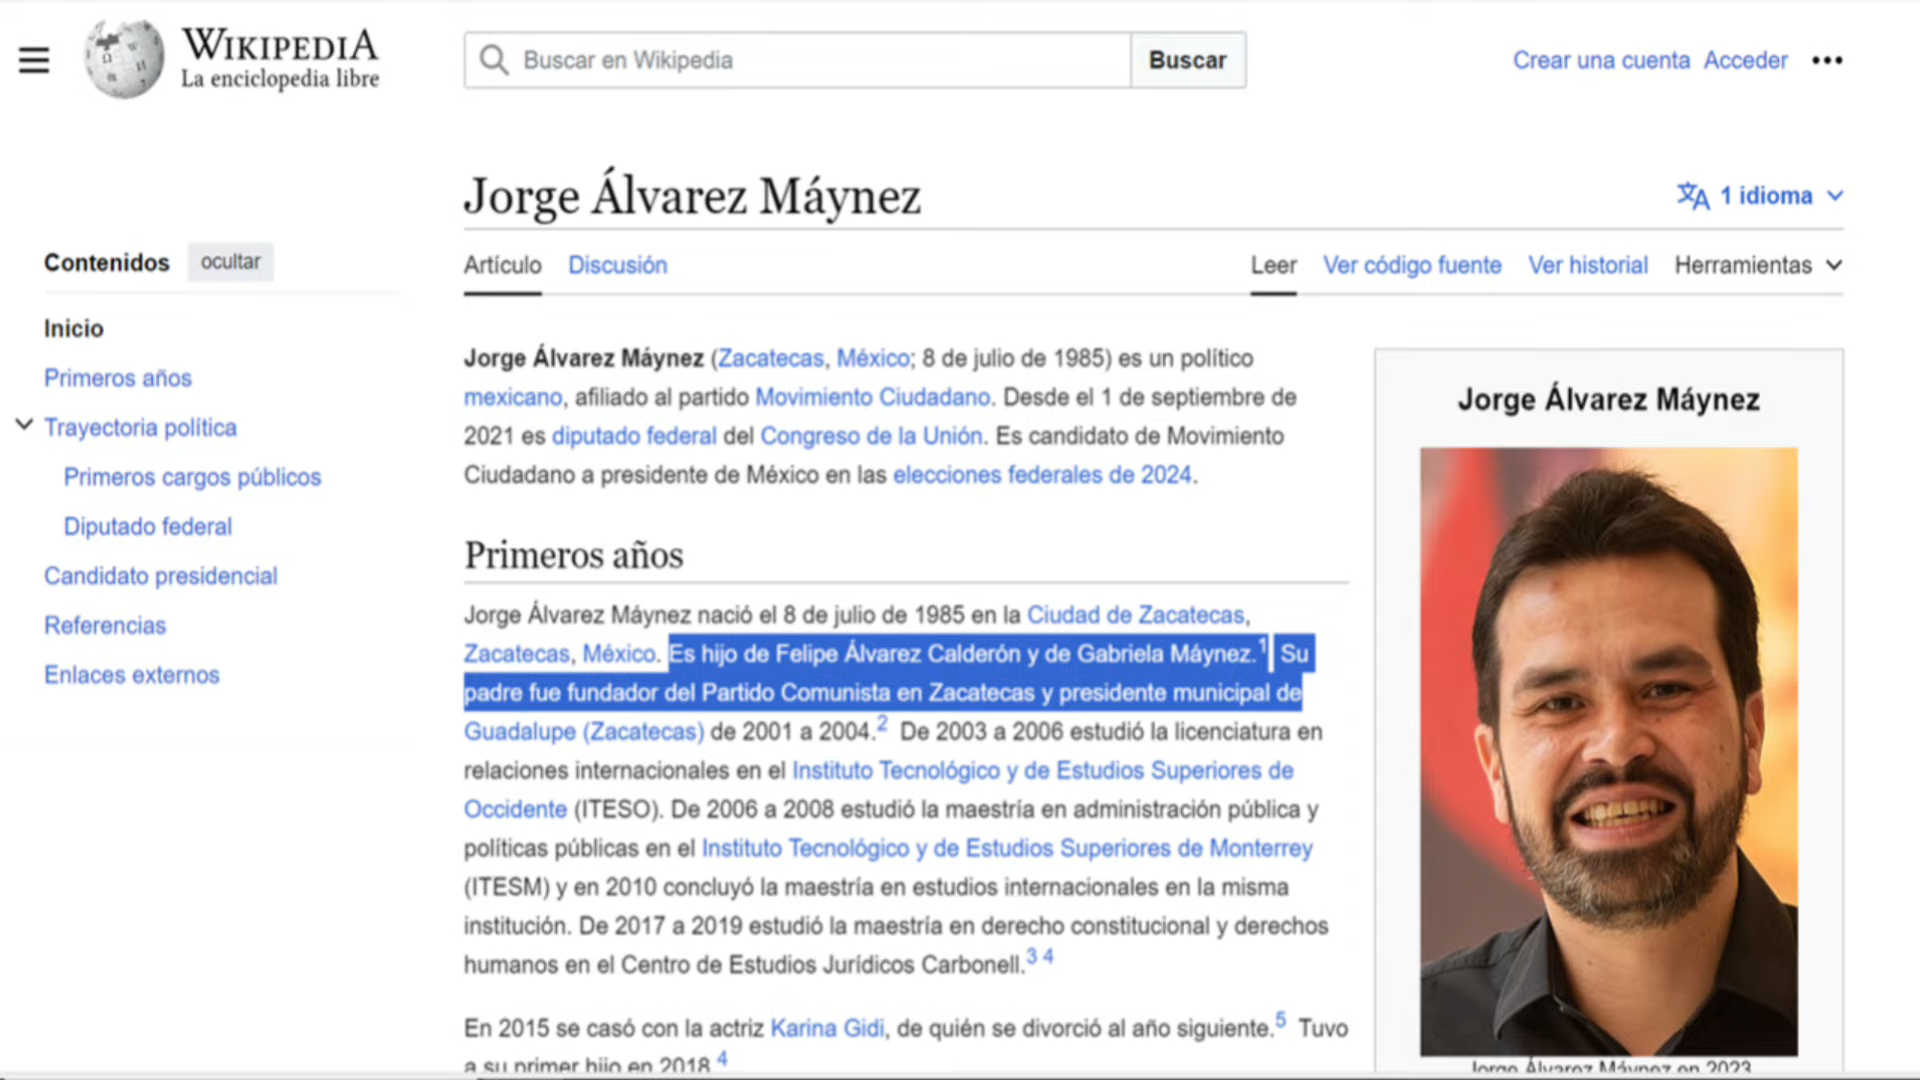 WIKIPEDIA
La enciclopedia libre
Buscar en Wikipedia
Buscar
Crear una cuenta Acceder
Jorge Álvarez Máynez
1 idioma
Contenidos ocultar
Inicio
Primeros años
Trayectoria política
Primeros cargos públicos
Diputado federal
Candidato presidencial
Referencias
Enlaces externos
Artículo Discusión
Leer Ver código fuente Ver historial Herramientas
Jorge Álvarez Máynez (Zacatecas, México; 8 de julio de 1985) es un político
mexicano, afiliado al partido Movimiento Ciudadano. Desde el 1 de septiembre de
2021 es diputado federal del Congreso de la Unión. Es candidato de Movimiento
Ciudadano a presidente de México en las elecciones federales de 2024.
Primeros años
Jorge Álvarez Máynez nació el 8 de julio de 1985 en la Ciudad de Zacatecas,
Zacatecas, México. Es hijo de Felipe Álvarez Calderón y de Gabriela Máynez.1 Su
padre fue fundador del Partido Comunista en Zacatecas y presidente municipal de
Guadalupe (Zacatecas) de 2001 a 2004.2 De 2003 a 2006 estudió la licenciatura en
relaciones internacionales en el Instituto Tecnológico y de Estudios Superiores de
Occidente (ITESO). De 2006 a 2008 estudió la maestría en administración pública y
políticas públicas en el Instituto Tecnológico y de Estudios Superiores de Monterrey
(ITESM) y en 2010 concluyó la maestría en estudios internacionales en la misma
institución. De 2017 a 2019 estudió la maestría en derecho constitucional y derechos
humanos en el Centro de Estudios Jurídicos Carbonell.3 4
En 2015 se casó con la actriz Karina Gidi, de quién se divorció al año siguiente.5 Tuvo
a su primer hijo en 2018.4
Jorge Álvarez Máynez
Jorge Álvarez Máynez en 2023